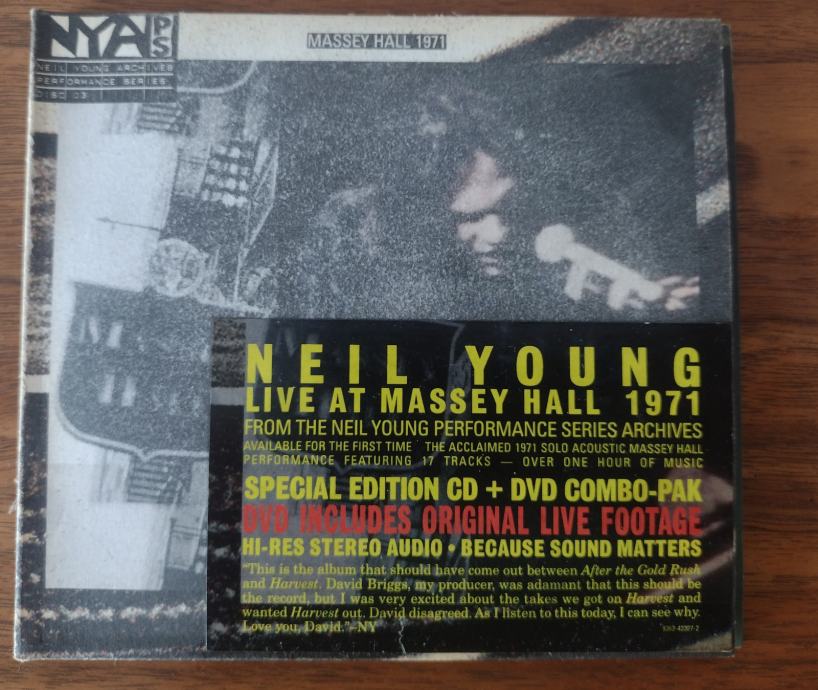 NYA PS
NEIL YOUNG ARCHIVES
PERFORMANCE SERIES
DISC 03
MASSEY HALL 1971
NEIL YOUNG
LIVE AT MASSEY HALL 1971
FROM THE NEIL YOUNG PERFORMANCE SERIES ARCHIVES
AVAILABLE FOR THE FIRST TIME THE ACCLAIMED 1971 SOLO ACOUSTIC MASSEY HALL
PERFORMANCE FEATURING 17 TRACKS — OVER ONE HOUR OF MUSIC
SPECIAL EDITION CD + DVD COMBO-PAK
DVD INCLUDES ORIGINAL LIVE FOOTAGE
HI-RES STEREO AUDIO • BECAUSE SOUND MATTERS
"This is the album that should have come out between After the Gold Rush
and Harvest. David Briggs, my producer, was adamant that this should be
the record, but I was very excited about the takes we got on Harvest and
wanted Harvest out. David disagreed. As I listen to this today, I can see why.
Love you, David."–NY